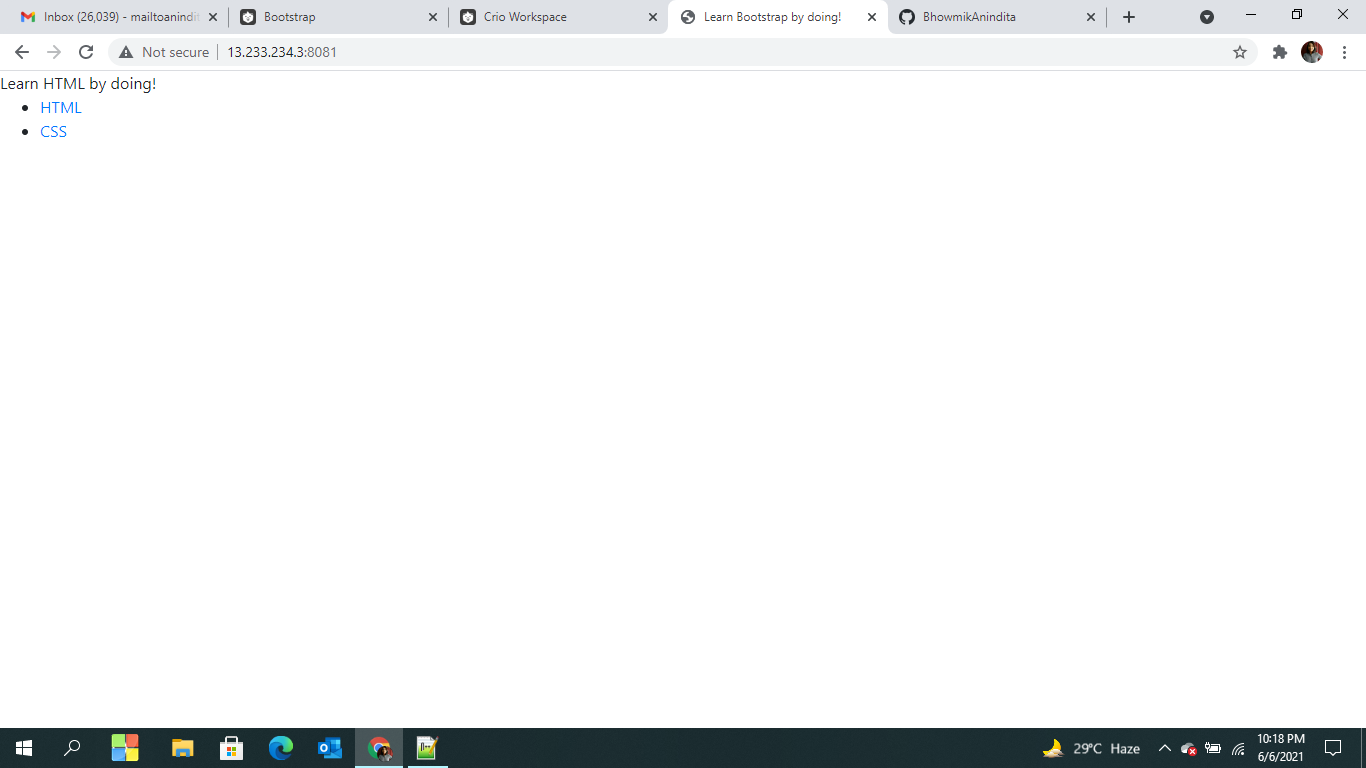 Inbox (26,039) - mailtoanindit
Bootstrap
Crio Workspace
Learn Bootstrap by doing!
BhowmikAnindita
Not secure
13.233.234.3:8081
Learn HTML by doing!
HTML
CSS
29°C Haze
10:18 PM
6/6/2021